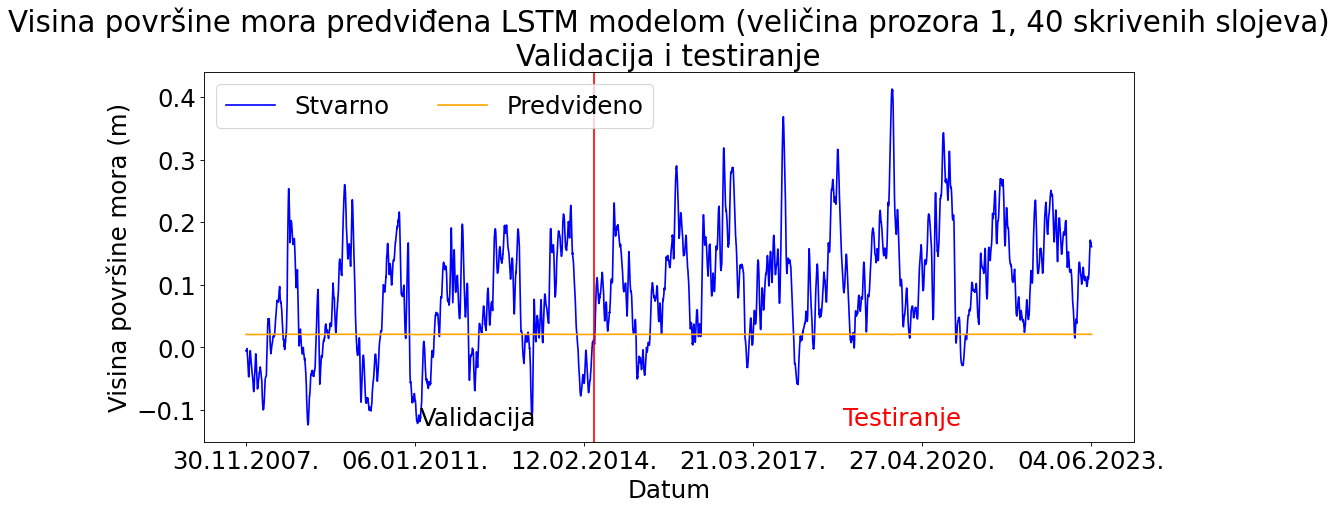 Visina površine mora predviđena LSTM modelom (veličina prozora 1, 40 skrivenih slojeva)
Validacija i testiranje
Stvarno Predviđeno
Visina površine mora (m)
0.4
0.3
0.2
0.1
0.0
−0.1
Validacija Testiranje
30.11.2007. 06.01.2011. 12.02.2014. 21.03.2017. 27.04.2020. 04.06.2023.
Datum